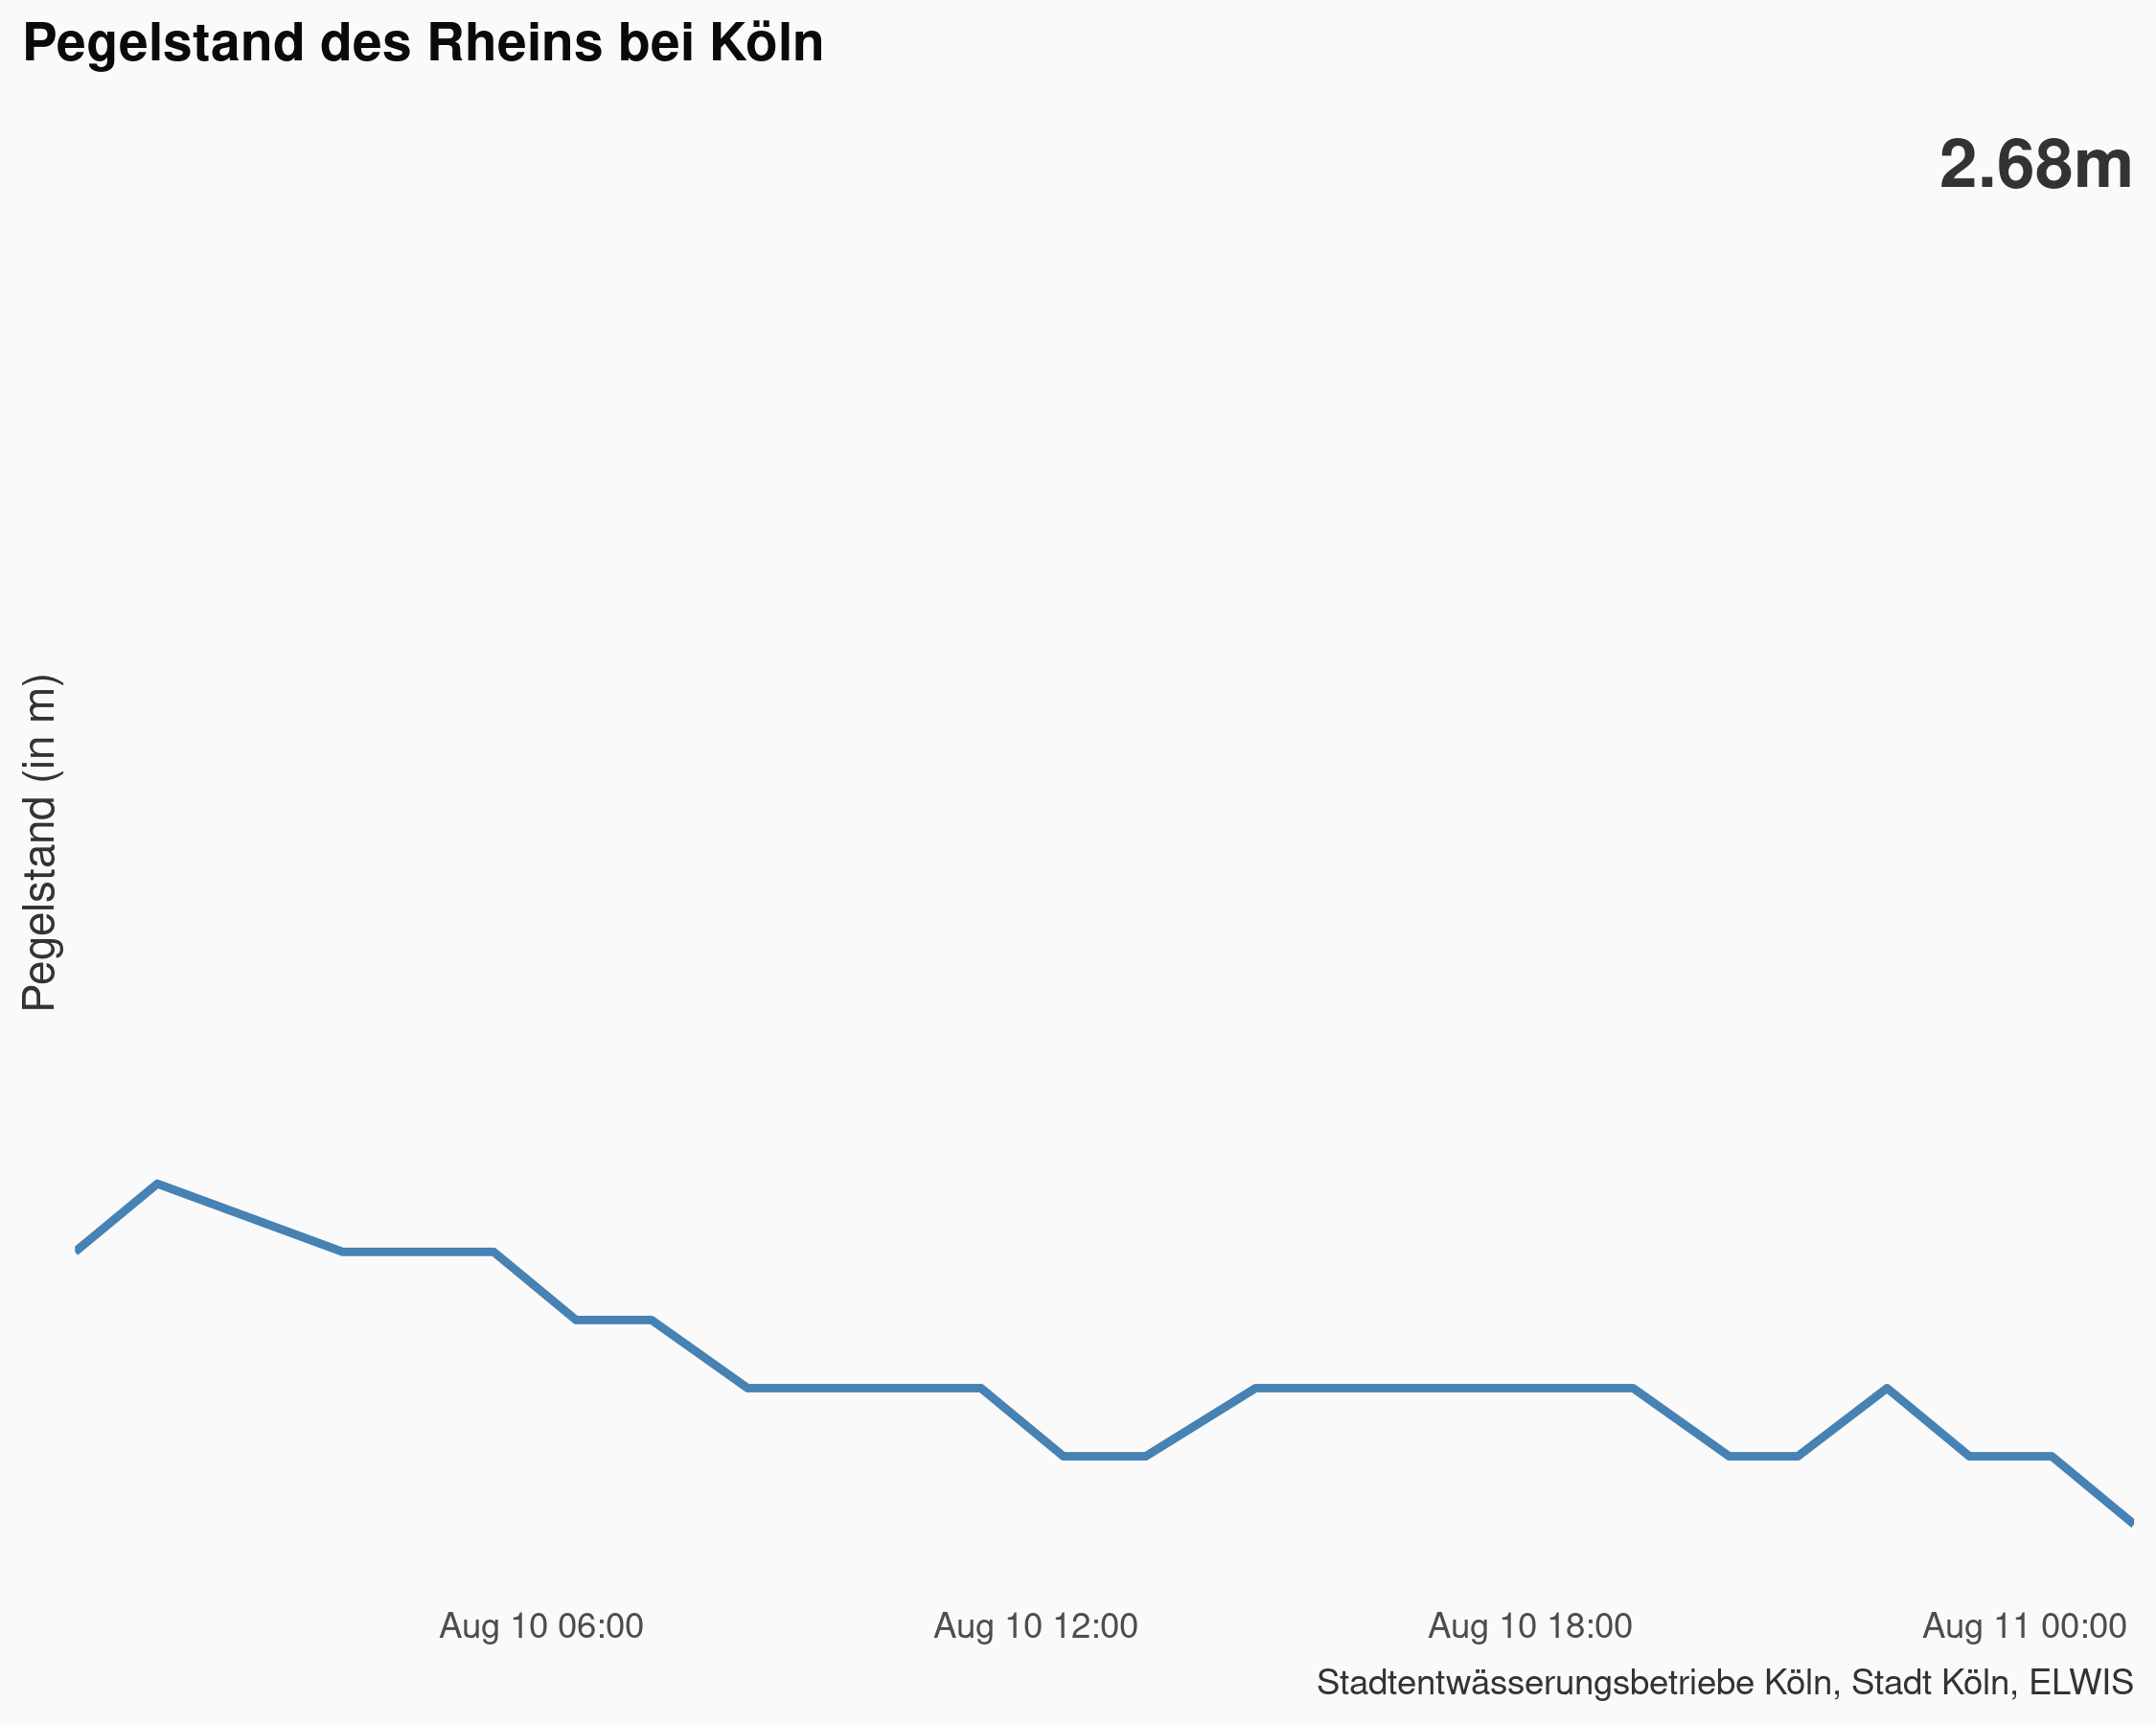 Pegelstand des Rheins bei Köln
2.68m
Pegelstand (in m)
Aug 10 06:00
Aug 10 12:00
Aug 10 18:00
Aug 11 00:00
Stadtentwässerungsbetriebe Köln, Stadt Köln, ELWIS